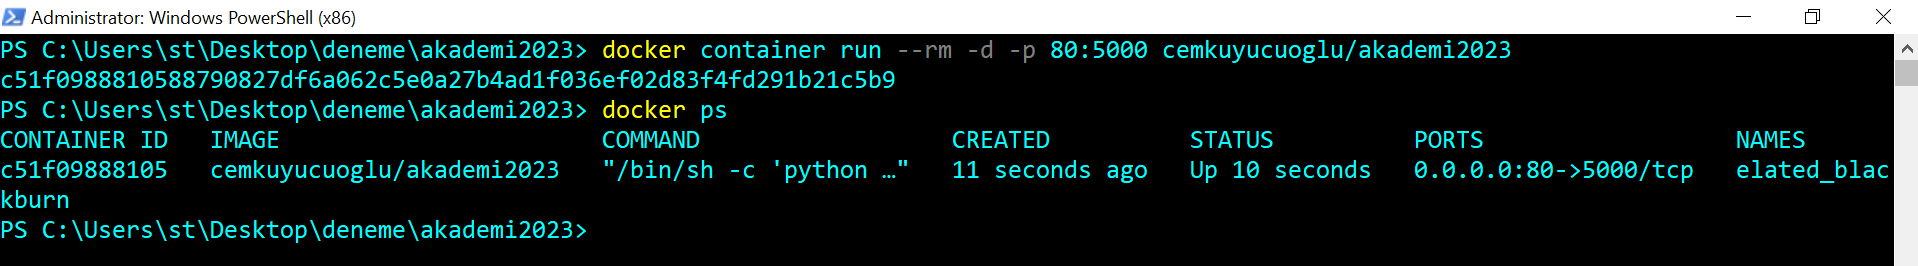 Administrator: Windows PowerShell (x86)
PS C:\Users\st\Desktop\deneme\akademi2023> docker container run --rm -d -p 80:5000 cemkuyucuoglu/akademi2023
c51f0988810588790827df6a062c5e0a27b4ad1f036ef02d83f4fd291b21c5b9
PS C:\Users\st\Desktop\deneme\akademi2023> docker ps
CONTAINER ID   IMAGE                       COMMAND                  CREATED          STATUS          PORTS                  NAMES
c51f09888105   cemkuyucuoglu/akademi2023   "/bin/sh -c 'python …"   11 seconds ago   Up 10 seconds   0.0.0.0:80->5000/tcp   elated_blac
kburn
PS C:\Users\st\Desktop\deneme\akademi2023>